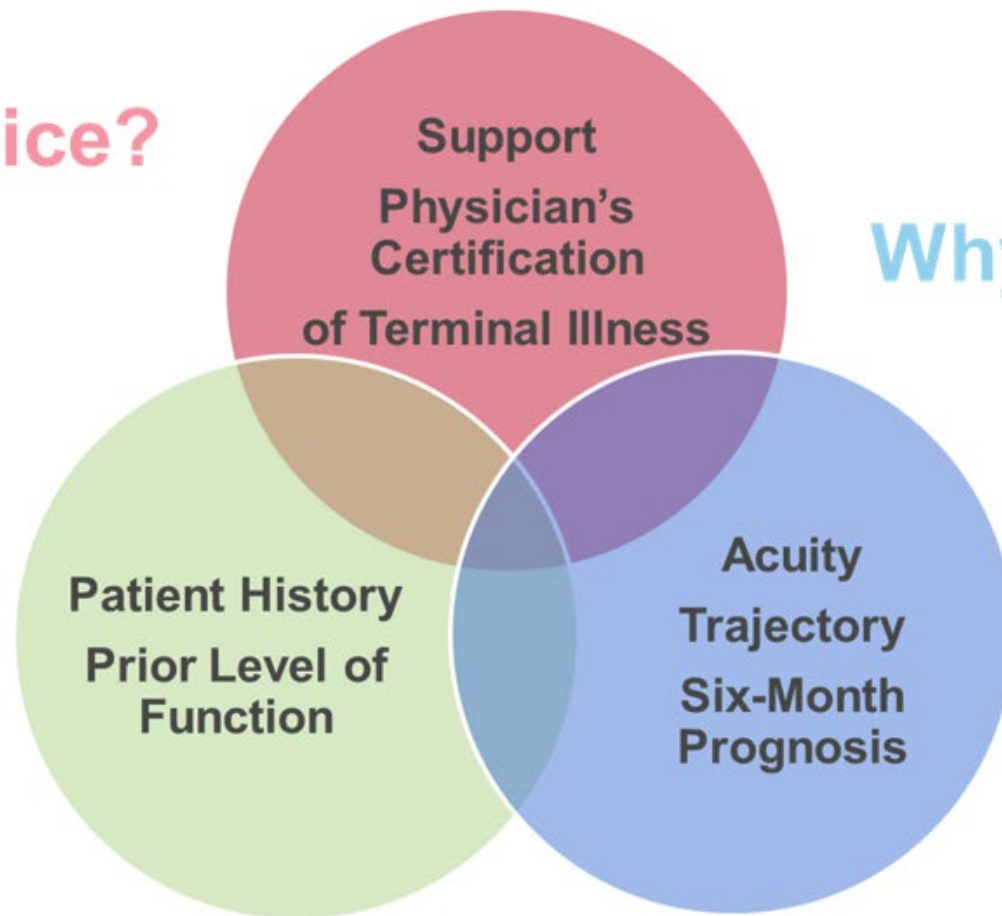 ice?
Support
Physician's
Certification
of Terminal Illness
Why
Patient History
Prior Level of
Function
Acuity
Trajectory
Six-Month
Prognosis